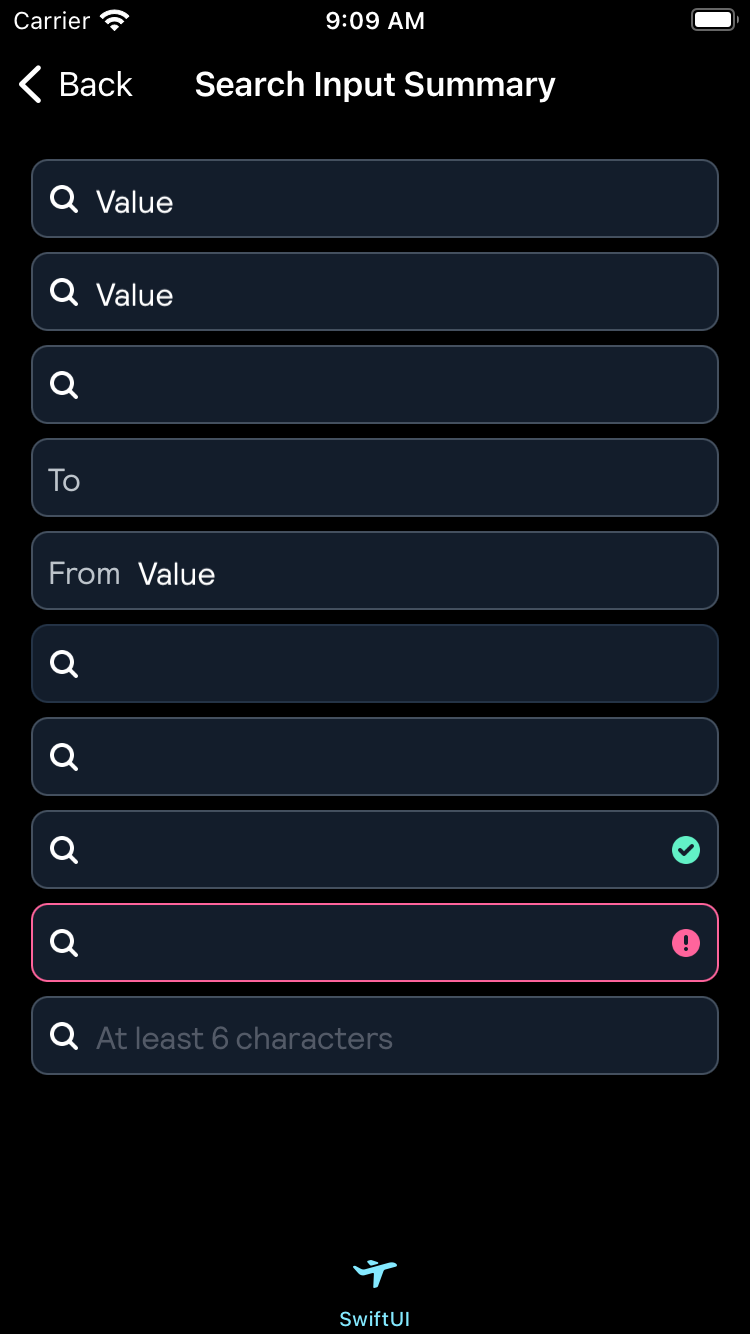 Carrier 9:09 AM
Back Search Input Summary
Value
Value
To
From Value
At least 6 characters
SwiftUI